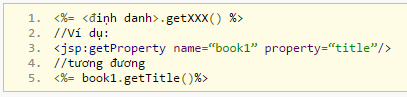 1. <%= <định danh>.getXXX() %>
2. //Ví dụ:
3. <jsp:getProperty name=“book1” property=“title”/>
4. //tương đương
5. <%= book1.getTitle()%>